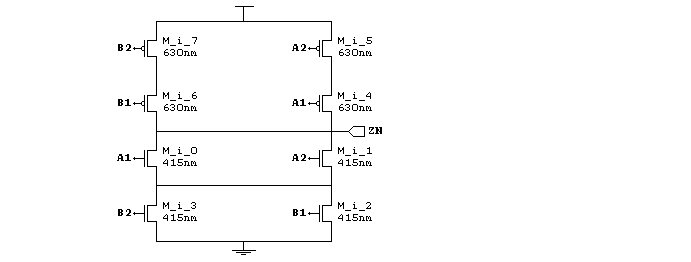 B2 M_i_7 630nm
A2 M_i_5 630nm
B1 M_i_6 630nm
A1 M_i_4 630nm
ZN
A1 M_i_0 415nm
A2 M_i_1 415nm
B2 M_i_3 415nm
B1 M_i_2 415nm